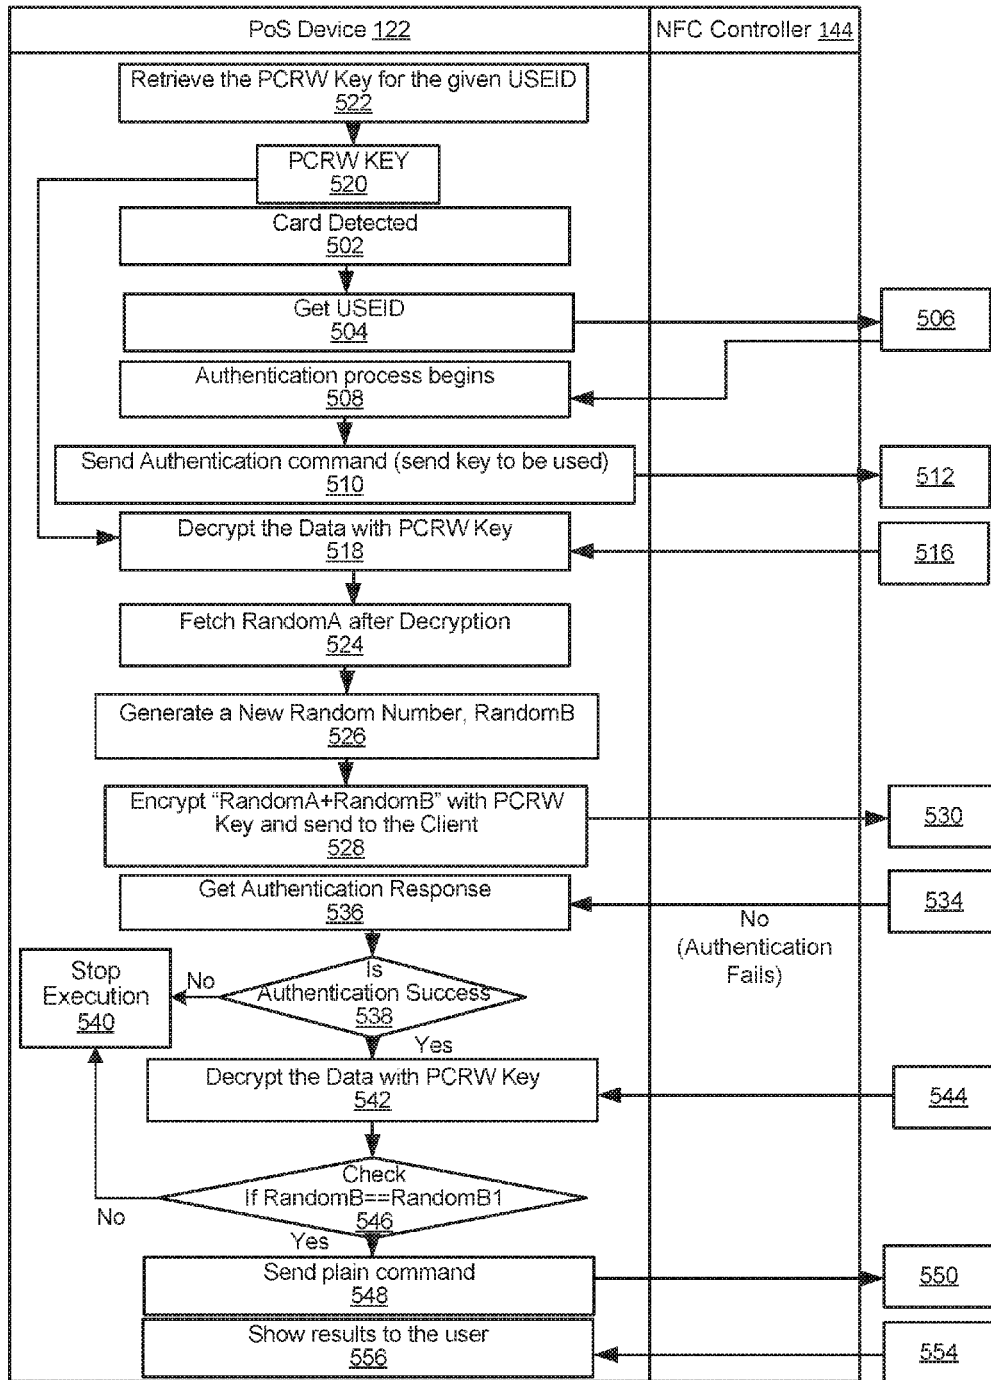 PoS Device 122
NFC Controller 144
Retrieve the PCRW Key for the given USEID
522
PCRW KEY
520
Card Detected
502
Get USEID
504
506
Authentication process begins
508
Send Authentication command (send key to be used)
510
512
Decrypt the Data with PCRW Key
518
516
Fetch RandomA after Decryption
524
Generate a New Random Number, RandomB
526
Encrypt “RandomA+RandomB” with PCRW
Key and send to the Client
528
530
Get Authentication Response
536
534
No
(Authentication
Fails)
Stop
Execution
540
No
Is
Authentication Success
538
Yes
Decrypt the Data with PCRW Key
542
544
Check
If RandomB==RandomB1
546
No
Yes
Send plain command
548
550
Show results to the user
556
554